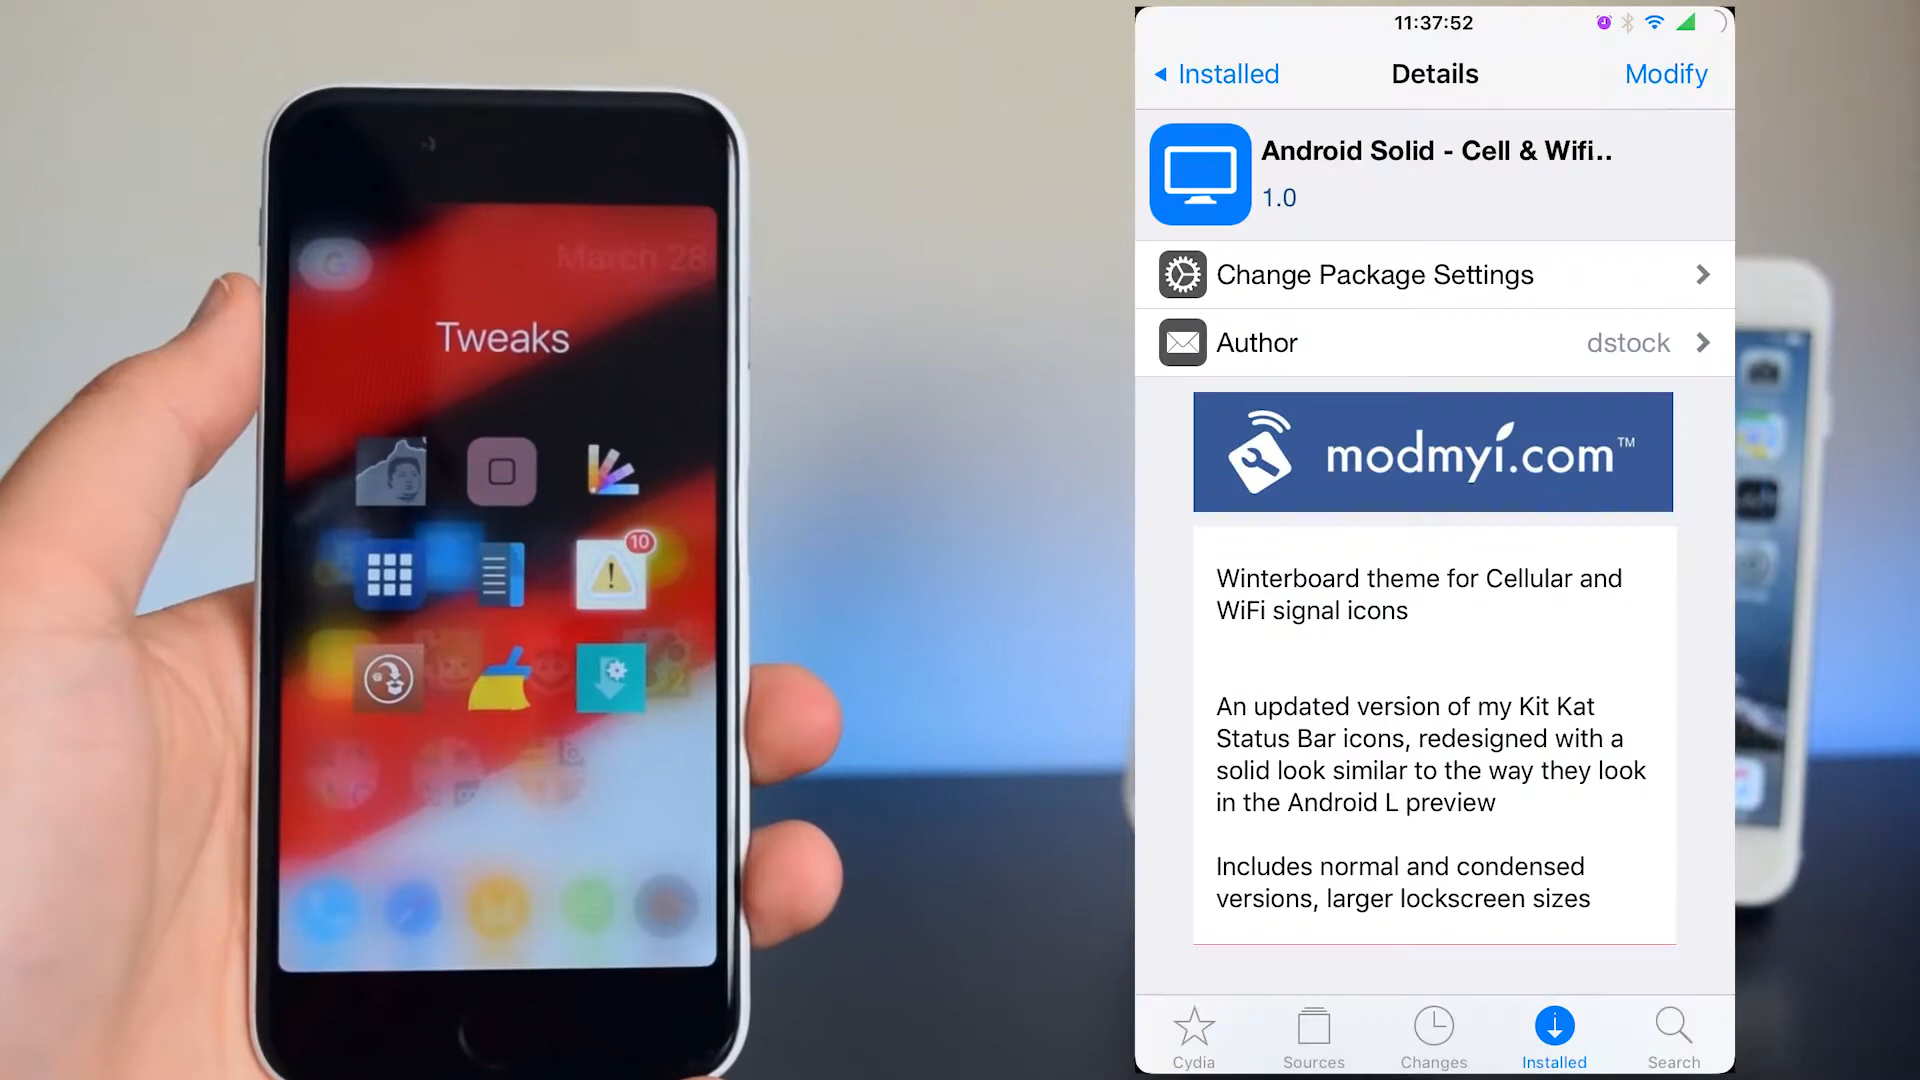 March 28
Tweaks
10
11:37:52
Installed
Details
Modify
Android Solid - Cell & Wifi..
1.0
Change Package Settings
Author
dstock
modmyi.com™
Winterboard theme for Cellular and
WiFi signal icons
An updated version of my Kit Kat
Status Bar icons, redesigned with a
solid look similar to the way they look
in the Android L preview
Includes normal and condensed
versions, larger lockscreen sizes
Cydia
Sources
Changes
Installed
Search